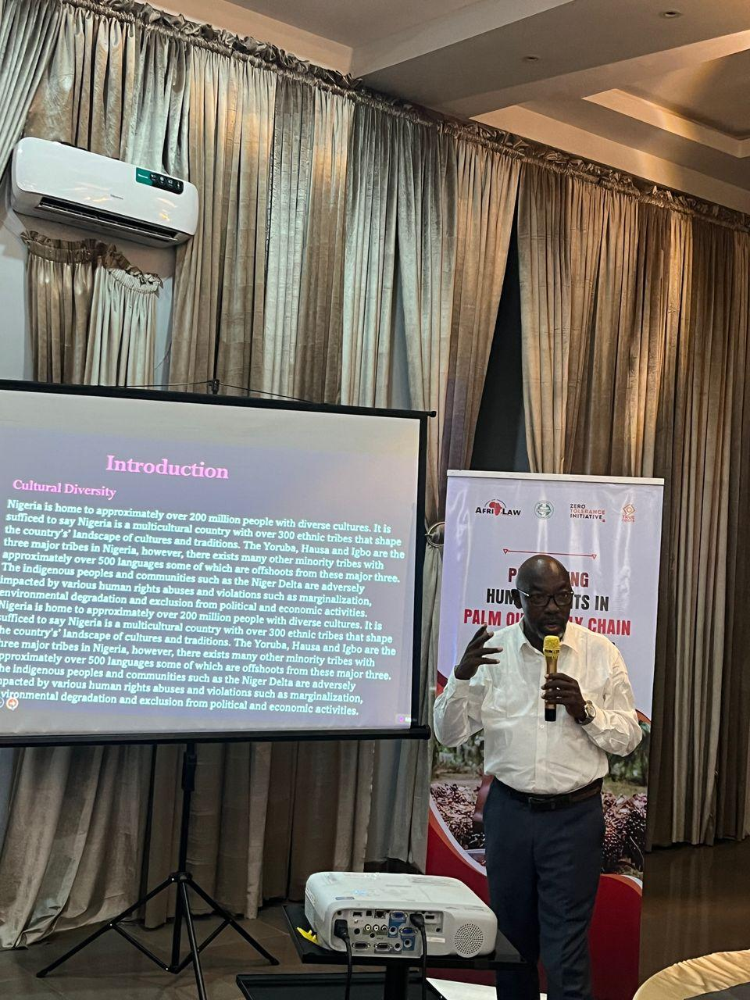 Introduction
Cultural Diversity
Nigeria is home to approximately over 200 million people with diverse cultures. It is
sufficed to say Nigeria is a multicultural country with over 300 ethnic tribes that shape
the country's' landscape of cultures and traditions. The Yoruba, Hausa and Igbo are the
three major tribes in Nigeria, however, there exists many other minority tribes with
approximately over 500 languages some of which are offshoots from these major three.
The indigenous peoples and communities such as the Niger Delta are adversely
impacted by various human rights abuses and violations such as marginalization,
environmental degradation and exclusion from political and economic activities.
Nigeria is home to approximately over 200 million people with diverse cultures. It is
sufficed to say Nigeria is a multicultural country with over 300 ethnic tribes that shape
he country's' landscape of cultures and traditions. The Yoruba, Hausa and Igbo are the
hree major tribes in Nigeria, however, there exists many other minority tribes with
pproximately over 500 languages some of which are offshoots from these major three.
he indigenous peoples and communities such as the Niger Delta are adversely
mpacted by various human rights abuses and violations such as marginalization,
vironmental degradation and exclusion from political and economic activities.
AFRILAW
ZERO
TOLERANCE
INITIATIVE
TRUE
HUM TS IN
PALM OI Y CHAIN